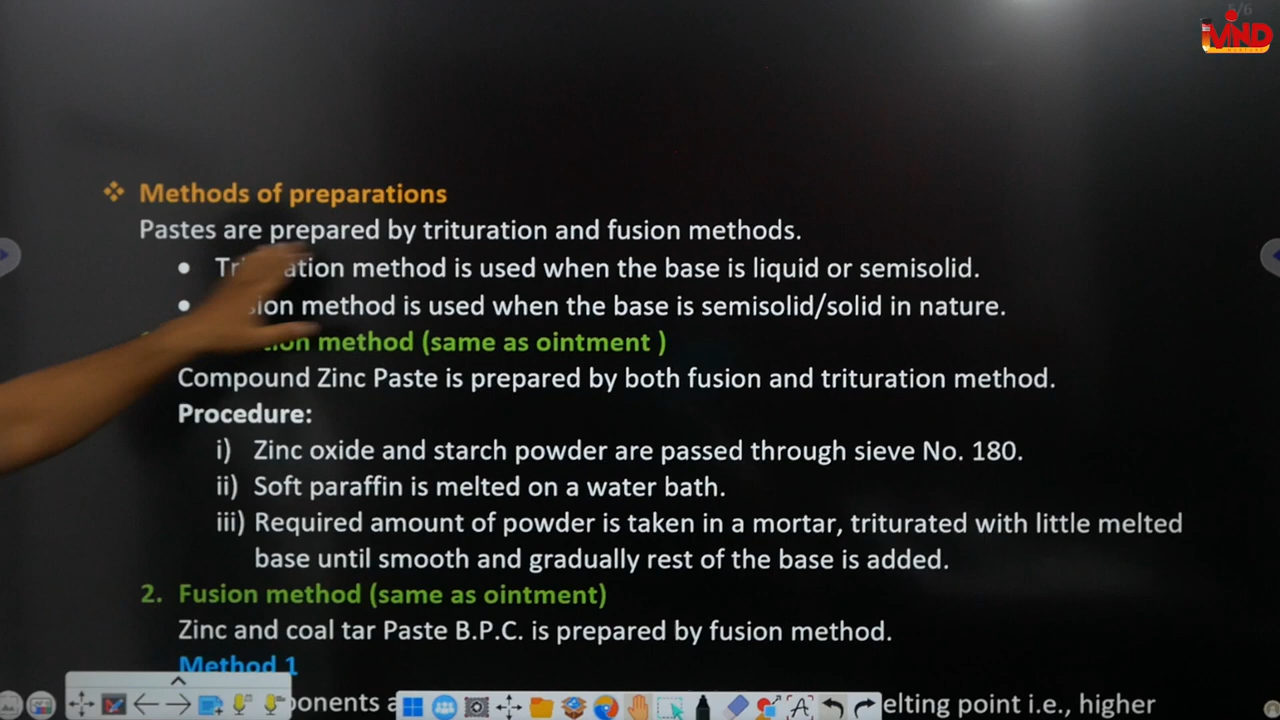 5/6
MND
❖ Methods of preparations
Pastes are prepared by trituration and fusion methods.
• method is used when the base is liquid or semisolid.
• method is used when the base is semisolid/solid in nature.
method (same as ointment )
Compound Zinc Paste is prepared by both fusion and trituration method.
Procedure:
i) Zinc oxide and starch powder are passed through sieve No. 180.
ii) Soft paraffin is melted on a water bath.
iii) Required amount of powder is taken in a mortar, triturated with little melted
base until smooth and gradually rest of the base is added.
2. Fusion method (same as ointment)
Zinc and coal tar Paste B.P.C. is prepared by fusion method.
Method 1
point i.e., higher